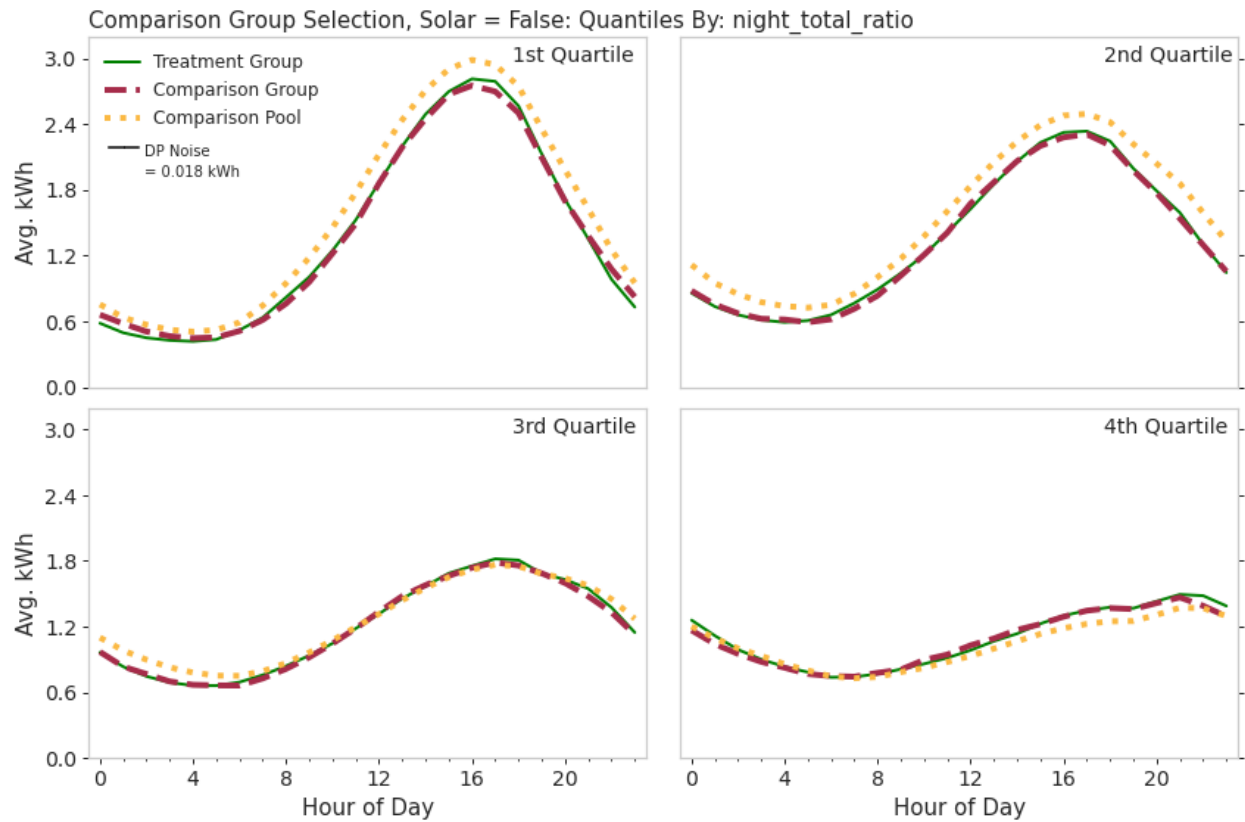 Comparison Group Selection, Solar = False: Quantiles By: night_total_ratio
1st Quartile
2nd Quartile
Treatment Group
Comparison Group
Comparison Pool
DP Noise
= 0.018 kWh
Avg. kWh
3.0
2.4
1.8
1.2
0.6
0.0
3rd Quartile
4th Quartile
Avg. kWh
3.0
2.4
1.8
1.2
0.6
0.0
0 4 8 12 16 20
0 4 8 12 16 20
Hour of Day
Hour of Day